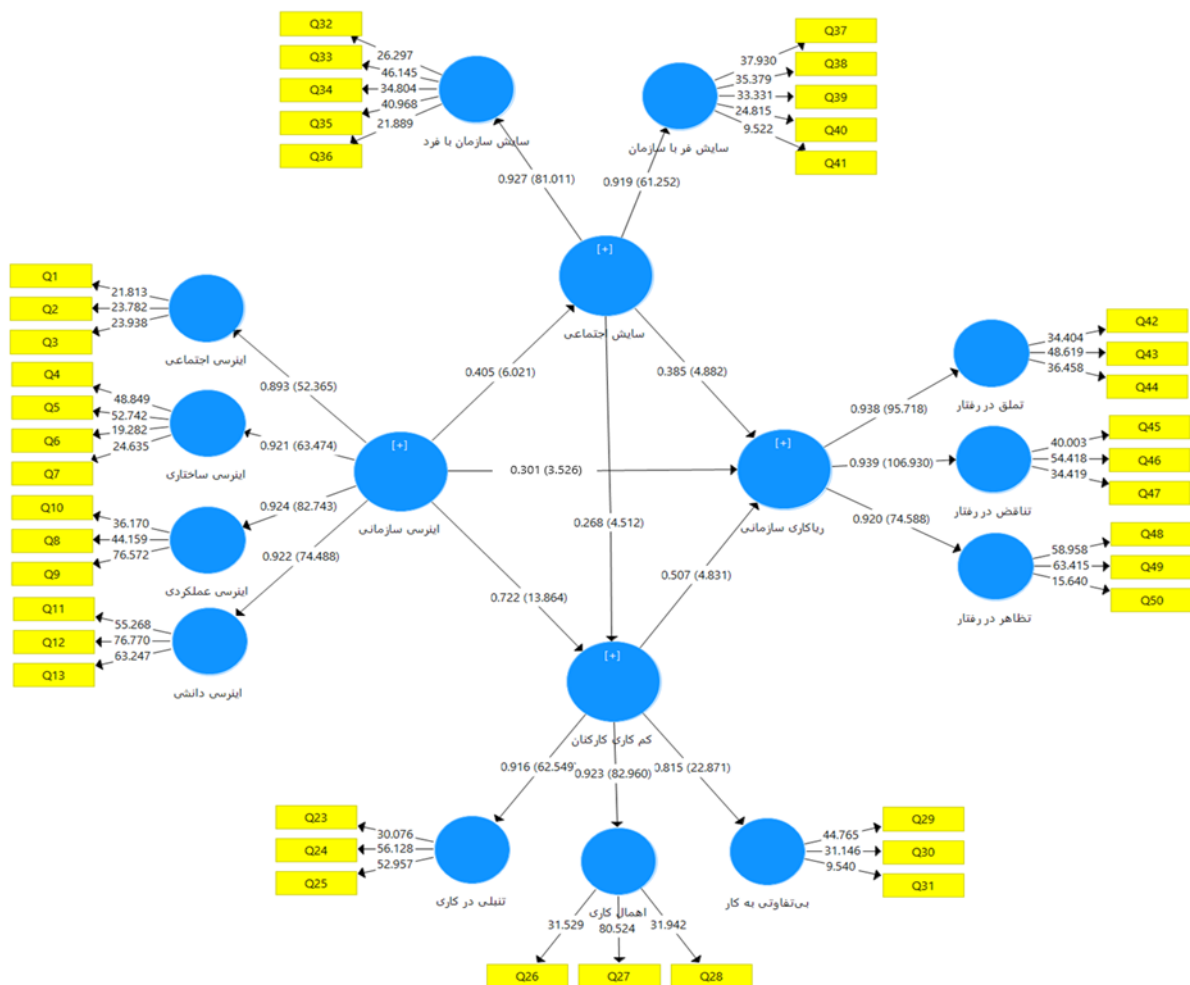 Q32
Q33
Q34
Q35
Q36
26.297
46.145
34.804
40.968
21.889
سایش سازمان با فرد
Q37
Q38
Q39
Q40
Q41
37.930
35.379
33.331
24.815
9.522
سایش فر با سازمان
0.927 (81.011)
0.919 (61.252)
[+]
سایش اجتماعی
Q1
Q2
Q3
21.813
23.782
23.938
اینرسی اجتماعی
Q4
Q5
Q6
Q7
48.849
52.742
19.282
24.635
اینرسی ساختاری
Q10
Q8
Q9
36.170
44.159
76.572
اینرسی عملکردی
Q11
Q12
Q13
55.268
76.770
63.247
اینرسی دانشی
0.893 (52.365)
0.921 (63.474)
0.924 (82.743)
0.922 (74.488)
[+]
اینرسی سازمانی
0.405 (6.021)
0.385 (4.882)
0.301 (3.526)
0.268 (4.512)
0.722 (13.864)
0.507 (4.831)
[+]
ریاکاری سازمانی
0.938 (95.718)
0.939 (106.930)
0.920 (74.588)
Q42
Q43
Q44
34.404
48.619
36.458
تملق در رفتار
Q45
Q46
Q47
40.003
54.418
34.419
تناقض در رفتار
Q48
Q49
Q50
58.958
63.415
15.640
تظاهر در رفتار
[+]
کم کاری کارکنان
0.916 (62.549)
0.923 (82.960)
0.815 (22.871)
Q23
Q24
Q25
30.076
56.128
52.957
تنبلی در کاری
اهمال کاری
31.529
80.524
31.942
Q26
Q27
Q28
Q29
Q30
Q31
44.765
31.146
9.540
بی‌تفاوتی به کار